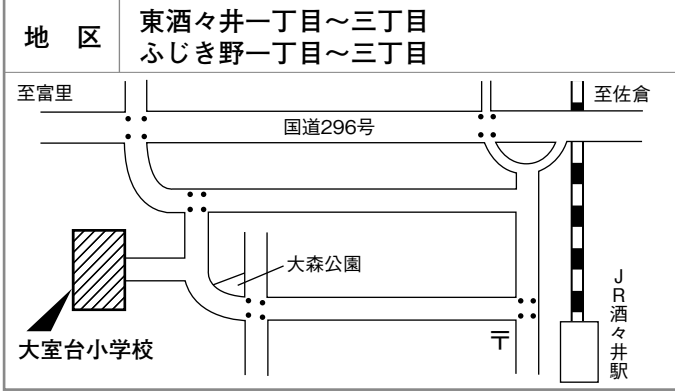 地　区
東酒々井一丁目～三丁目
ふじき野一丁目～三丁目
至富里
至佐倉
国道296号
大森公園
大室台小学校
〒
JR酒々井駅